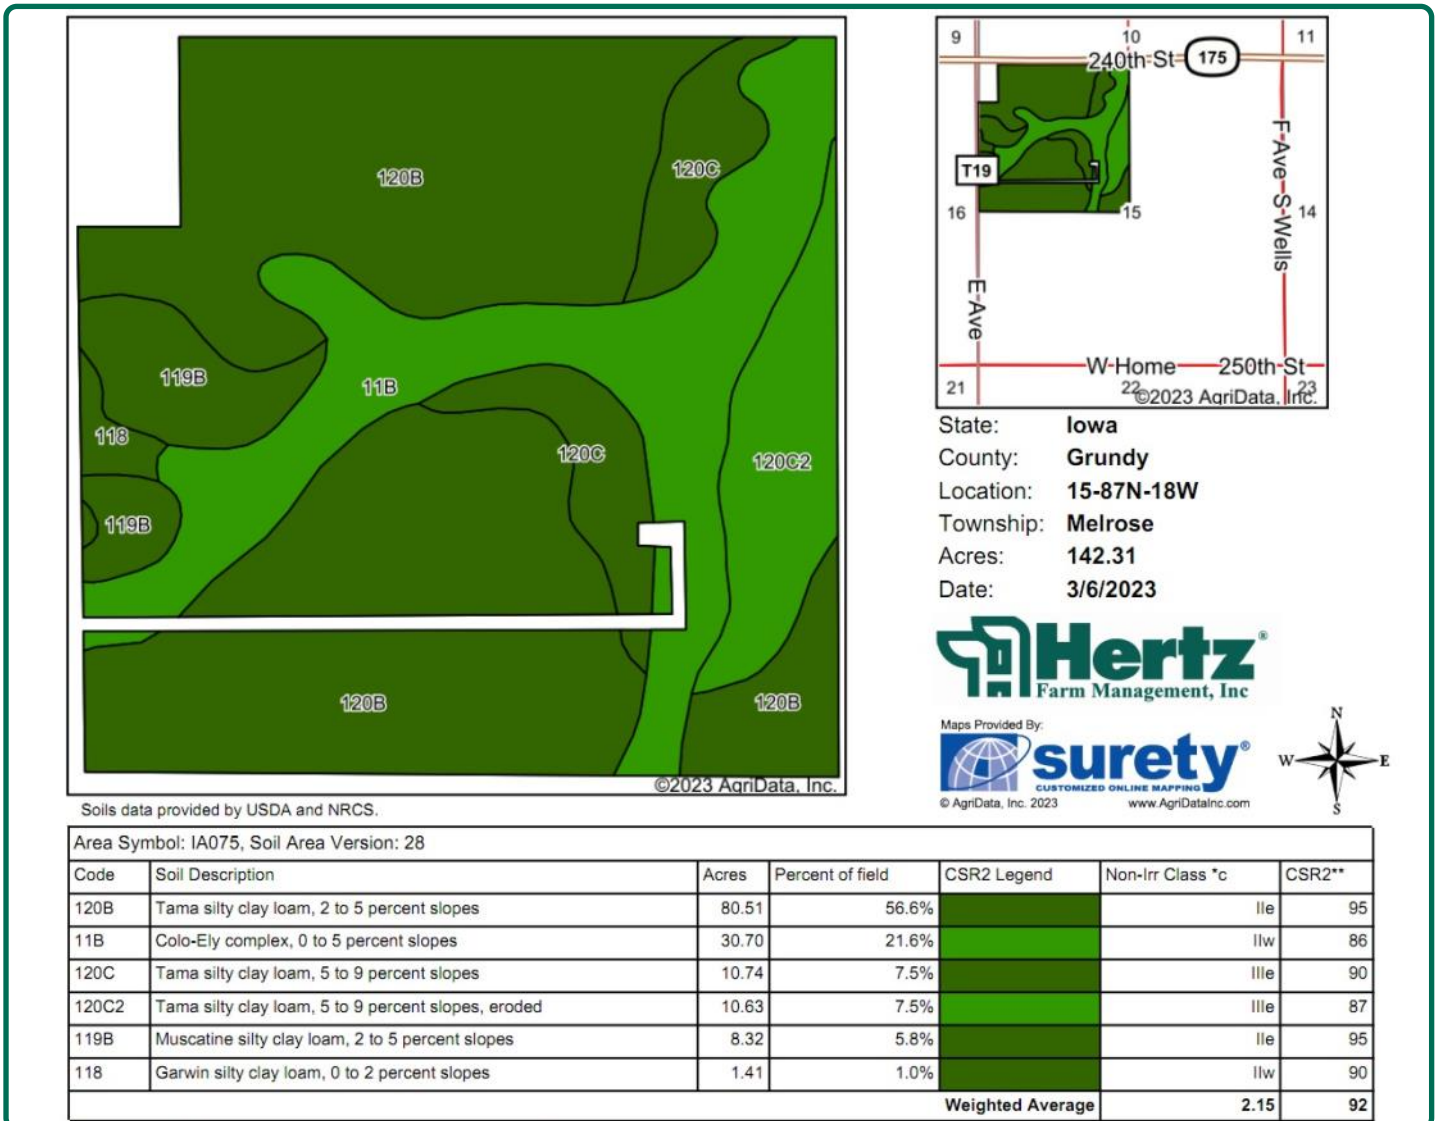 120B
120C
119B
11B
118
120C
120C2
119B
120B
120B
©2023 AgriData, Inc.
Soils data provided by USDA and NRCS.
9 10 11
240th St 175
T19
F Ave S Wells
16 15 14
E Ave
W Home 250th St
21 22 23
©2023 AgriData, Inc.
State: Iowa
County: Grundy
Location: 15-87N-18W
Township: Melrose
Acres: 142.31
Date: 3/6/2023
Hertz®
Farm Management, Inc
Maps Provided By:
surety®
CUSTOMIZED ONLINE MAPPING
© AgriData, Inc. 2023 www.AgriDataInc.com
N
W E
S
Area Symbol: IA075, Soil Area Version: 28
Code Soil Description Acres Percent of field CSR2 Legend Non-Irr Class *c CSR2**
120B Tama silty clay loam, 2 to 5 percent slopes 80.51 56.6% IIe 95
11B Colo-Ely complex, 0 to 5 percent slopes 30.70 21.6% IIw 86
120C Tama silty clay loam, 5 to 9 percent slopes 10.74 7.5% IIIe 90
120C2 Tama silty clay loam, 5 to 9 percent slopes, eroded 10.63 7.5% IIIe 87
119B Muscatine silty clay loam, 2 to 5 percent slopes 8.32 5.8% IIe 95
118 Garwin silty clay loam, 0 to 2 percent slopes 1.41 1.0% IIw 90
Weighted Average 2.15 92